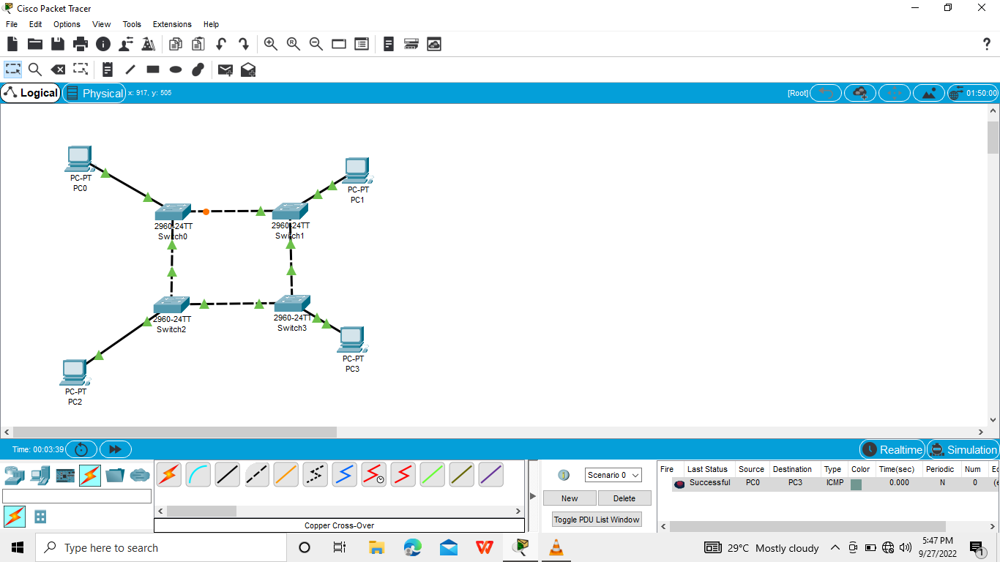 Cisco Packet Tracer
File Edit Options View Tools Extensions Help
Logical Physical x: 917, y: 505 [Root] 01:50:00
PC-PT
PC0
PC-PT
PC1
2960-24TT
Switch0
2960-24TT
Switch1
2960-24TT
Switch2
2960-24TT
Switch3
PC-PT
PC3
PC-PT
PC2
Time: 00:03:39 Realtime Simulation
Fire Last Status Source Destination Type Color Time(sec) Periodic Num
Successful PC0 PC3 ICMP 0.000 N 0 (e
Scenario 0
New Delete
Toggle PDU List Window
Copper Cross-Over
Type here to search
29°C Mostly cloudy
5:47 PM
9/27/2022
1